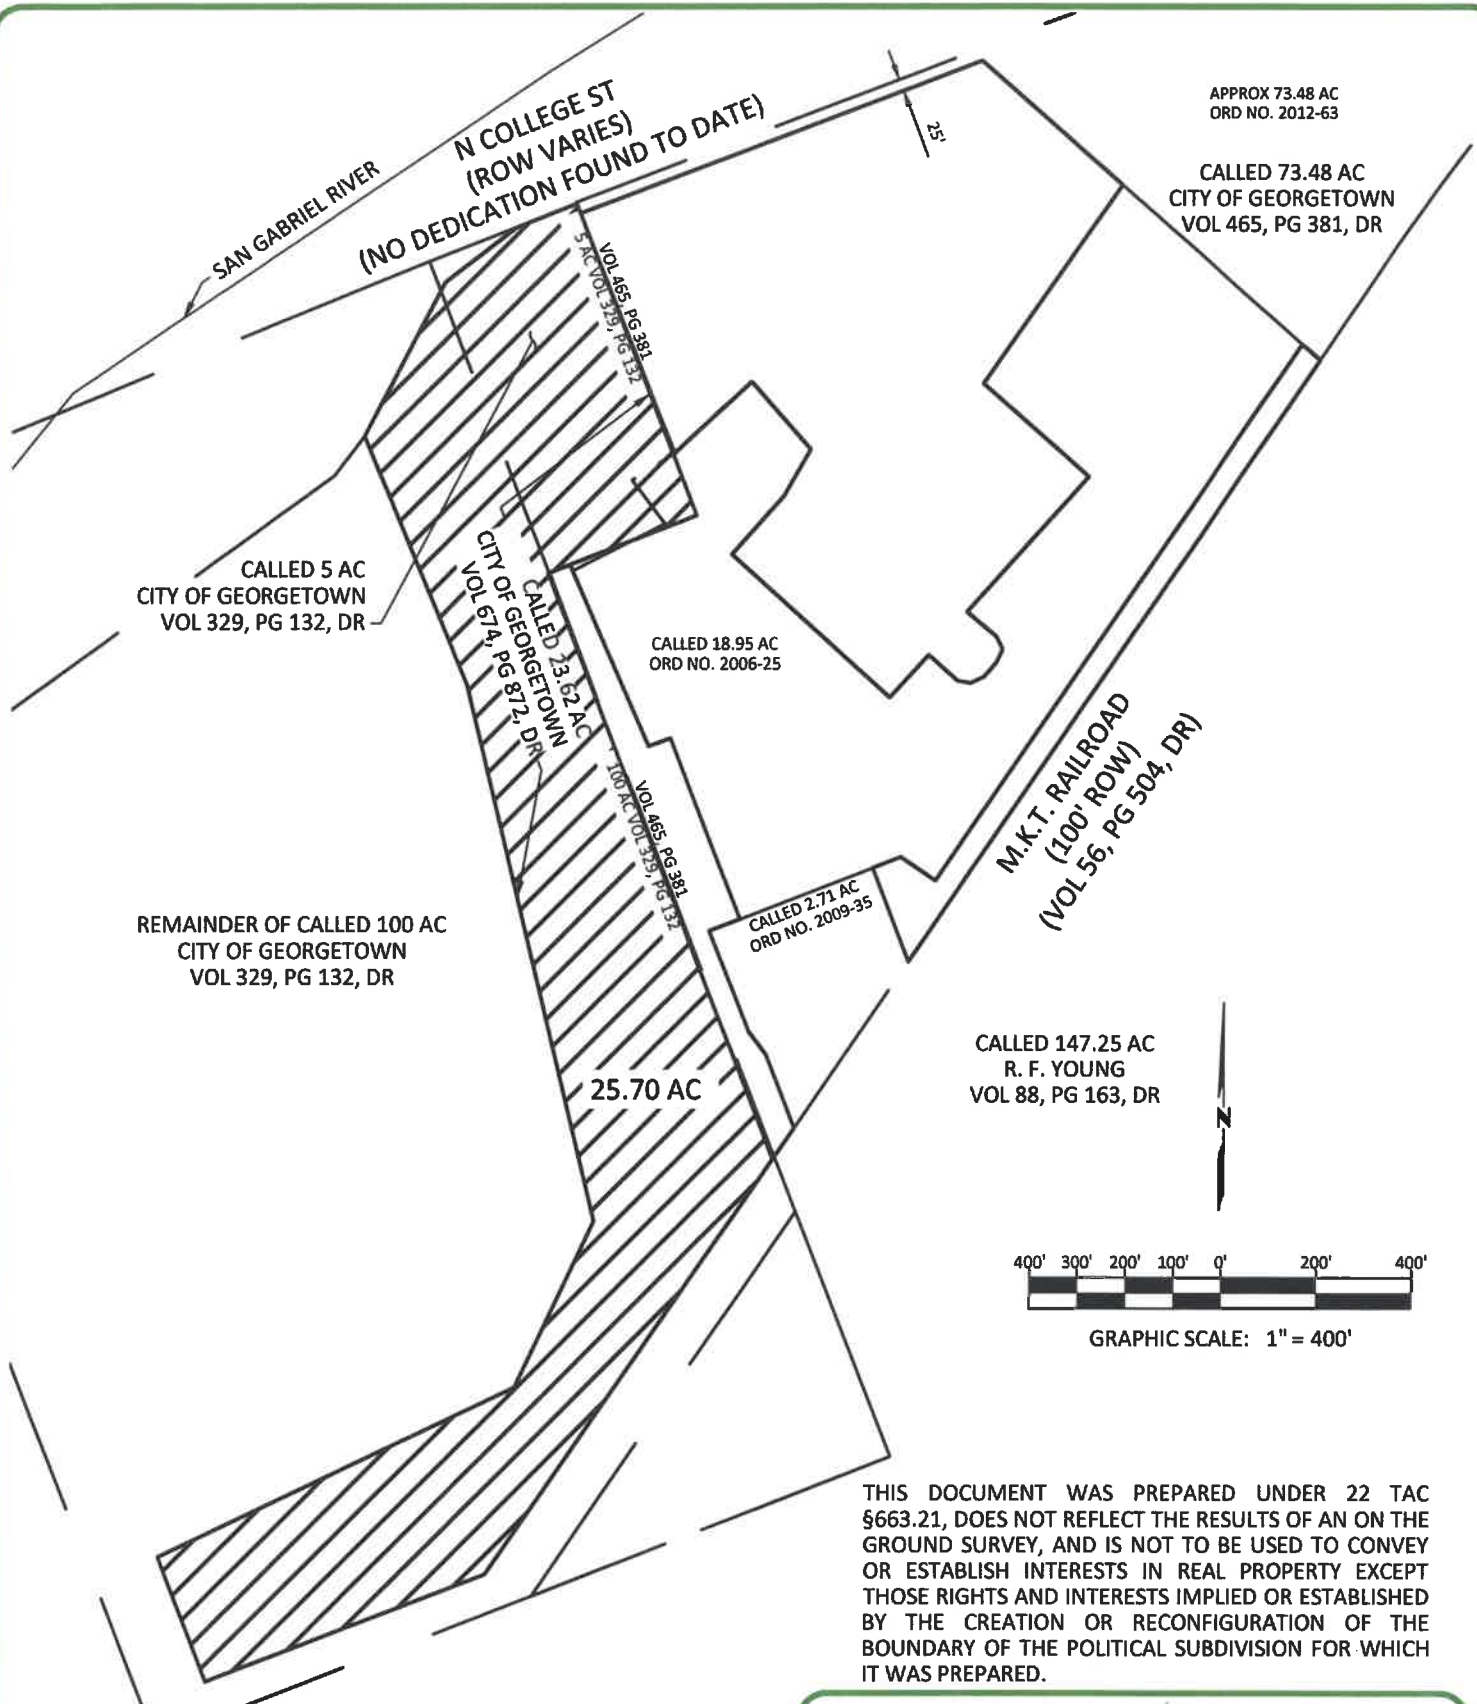 N COLLEGE ST
(ROW VARIES)
(NO DEDICATION FOUND TO DATE)
SAN GABRIEL RIVER
25'
APPROX 73.48 AC
ORD NO. 2012-63
CALLED 73.48 AC
CITY OF GEORGETOWN
VOL 465, PG 381, DR
VOL 465, PG 381
5 AC VOL 329, PG 132
CALLED 5 AC
CITY OF GEORGETOWN
VOL 329, PG 132, DR
CALLED 23.62 AC
CITY OF GEORGETOWN
VOL 674, PG 872, DR
CALLED 18.95 AC
ORD NO. 2006-25
M.K.T. RAILROAD
(100' ROW)
(VOL 56, PG 504, DR)
VOL 465, PG 381
100 AC VOL 329, PG 132
CALLED 2.71 AC
ORD NO. 2009-35
REMAINDER OF CALLED 100 AC
CITY OF GEORGETOWN
VOL 329, PG 132, DR
25.70 AC
CALLED 147.25 AC
R. F. YOUNG
VOL 88, PG 163, DR
N
400' 300' 200' 100' 0' 200' 400'
GRAPHIC SCALE: 1" = 400'
THIS DOCUMENT WAS PREPARED UNDER 22 TAC
§663.21, DOES NOT REFLECT THE RESULTS OF AN ON THE
GROUND SURVEY, AND IS NOT TO BE USED TO CONVEY
OR ESTABLISH INTERESTS IN REAL PROPERTY EXCEPT
THOSE RIGHTS AND INTERESTS IMPLIED OR ESTABLISHED
BY THE CREATION OR RECONFIGURATION OF THE
BOUNDARY OF THE POLITICAL SUBDIVISION FOR WHICH
IT WAS PREPARED.